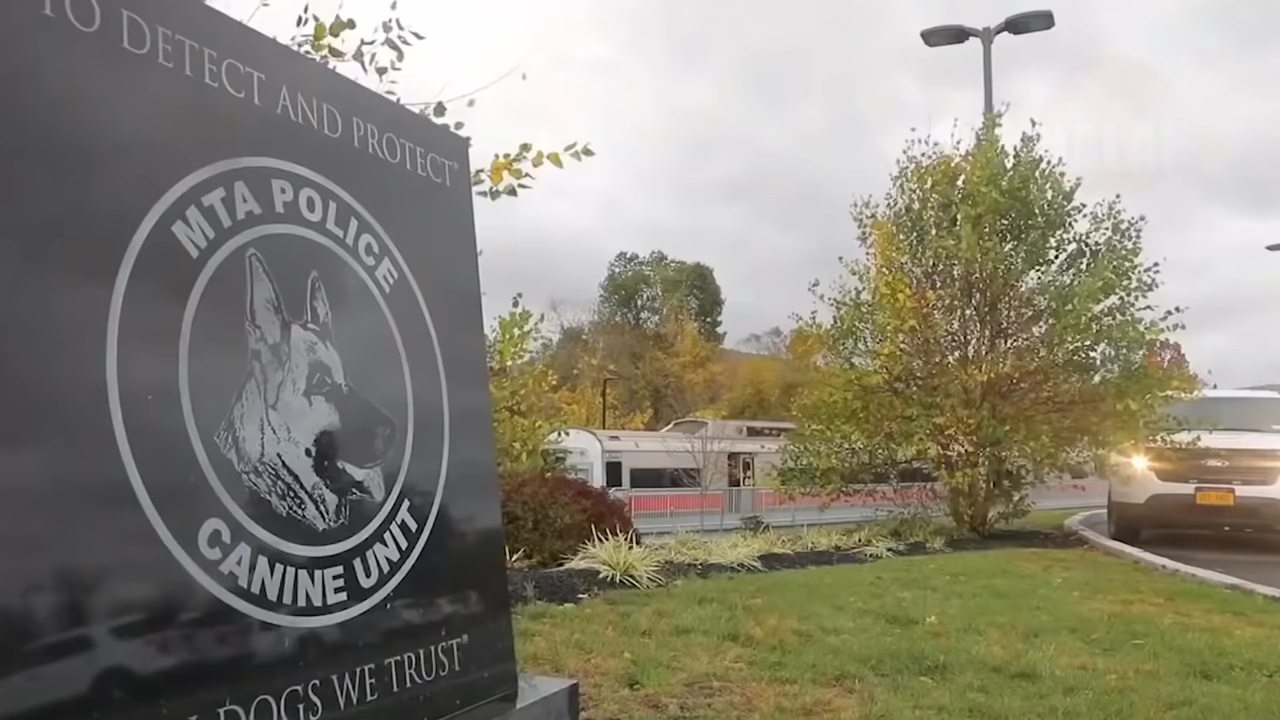 TO DETECT AND PROTECT"
MTA POLICE
CANINE UNIT
DOGS WE TRUST"